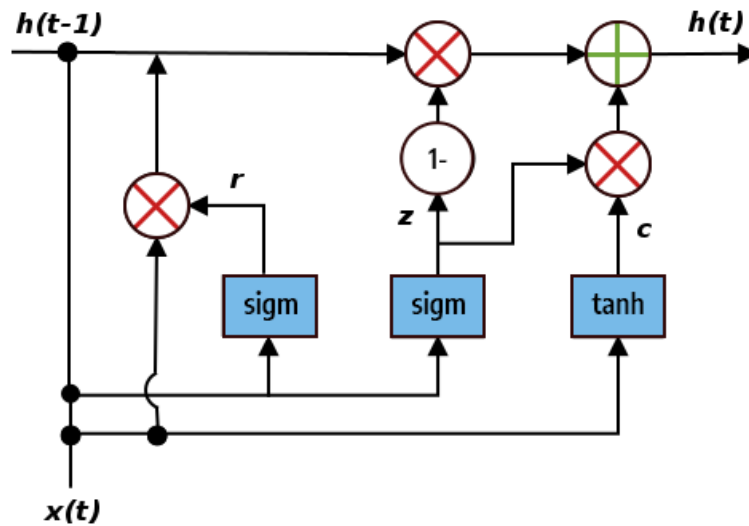 h(t-1)
h(t)
1-
r
z
c
sigm
sigm
tanh
x(t)